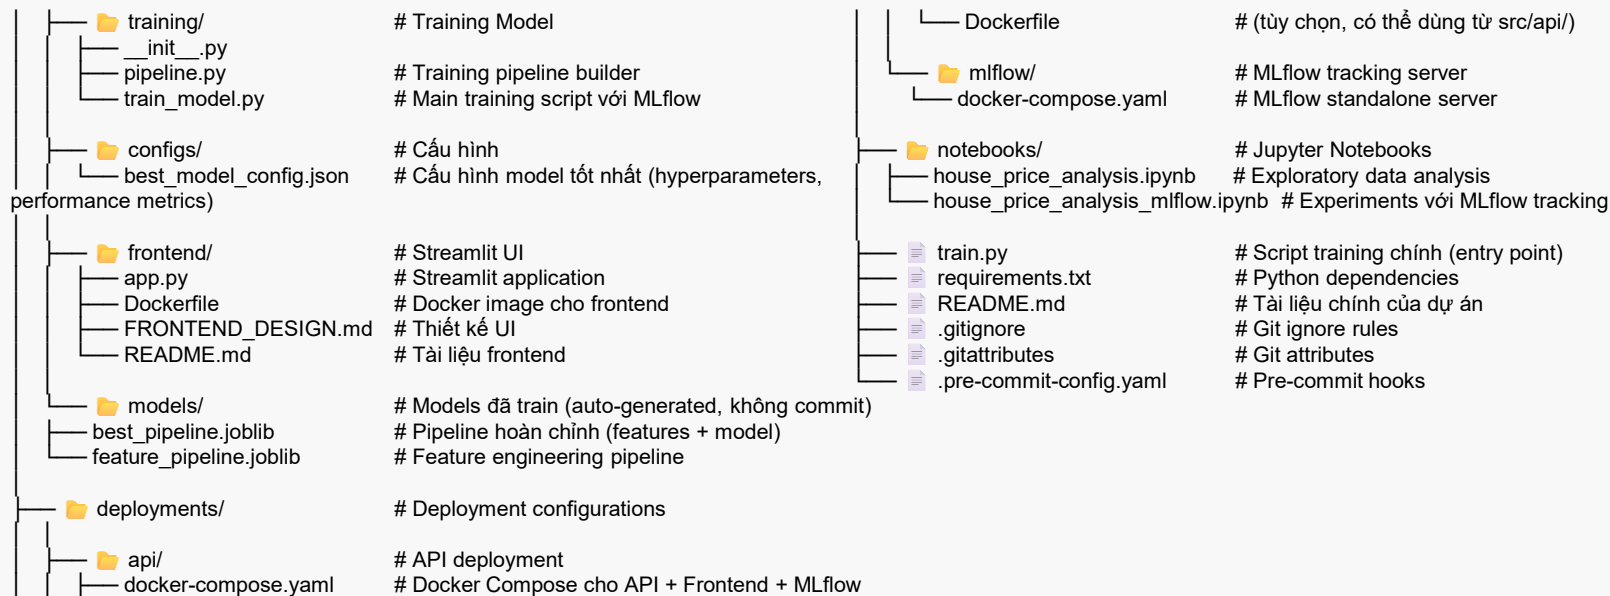 training/ # Training Model
__init__.py
pipeline.py # Training pipeline builder
train_model.py # Main training script với MLflow
configs/ # Cấu hình
best_model_config.json # Cấu hình model tốt nhất (hyperparameters,
performance metrics)
frontend/ # Streamlit UI
app.py # Streamlit application
Dockerfile # Docker image cho frontend
FRONTEND_DESIGN.md # Thiết kế UI
README.md # Tài liệu frontend
models/ # Models đã train (auto-generated, không commit)
best_pipeline.joblib # Pipeline hoàn chỉnh (features + model)
feature_pipeline.joblib # Feature engineering pipeline
deployments/ # Deployment configurations
api/ # API deployment
docker-compose.yaml # Docker Compose cho API + Frontend + MLflow
Dockerfile # (tùy chọn, có thể dùng từ src/api/)
mlflow/ # MLflow tracking server
docker-compose.yaml # MLflow standalone server
notebooks/ # Jupyter Notebooks
house_price_analysis.ipynb # Exploratory data analysis
house_price_analysis_mlflow.ipynb # Experiments với MLflow tracking
train.py # Script training chính (entry point)
requirements.txt # Python dependencies
README.md # Tài liệu chính của dự án
.gitignore # Git ignore rules
.gitattributes # Git attributes
.pre-commit-config.yaml # Pre-commit hooks